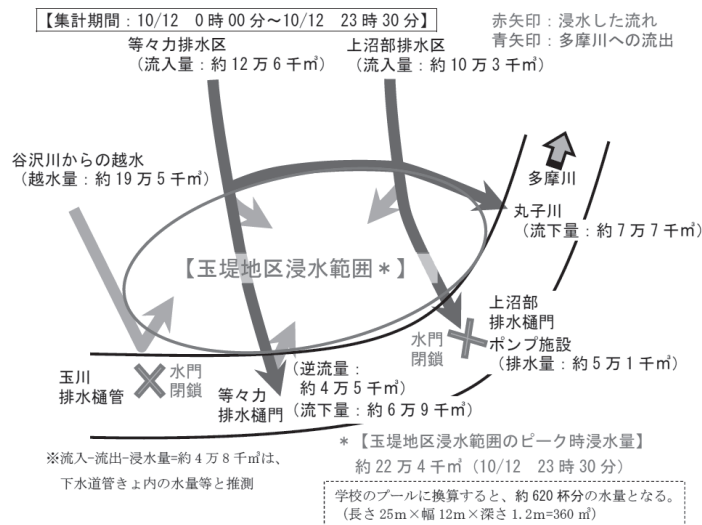 【集計期間：10/12　0時00分～10/12　23時30分】
赤矢印：浸水した流れ
青矢印：多摩川への流出
等々力排水区
（流入量：約12万6千㎥）
上沼部排水区
（流入量：約10万3千㎥）
谷沢川からの越水
（越水量：約19万5千㎥）
多摩川
丸子川
（流下量：約7万7千㎥）
【玉堤地区浸水範囲＊】
上沼部
排水樋門
ポンプ施設
（排水量：約5万1千㎥）
水門
閉鎖
玉川
排水樋管
水門
閉鎖
等々力
排水樋門
（逆流量：
約4万5千㎥）
（流下量：約6万9千㎥）
＊【玉堤地区浸水範囲のピーク時浸水量】
約22万4千㎥（10/12　23時30分）
※流入-流出-浸水量=約4万8千㎥は、
下水道管きょ内の水量等と推測
学校のプールに換算すると、約620杯分の水量となる。
（長さ25m×幅12m×深さ1.2m=360㎥）